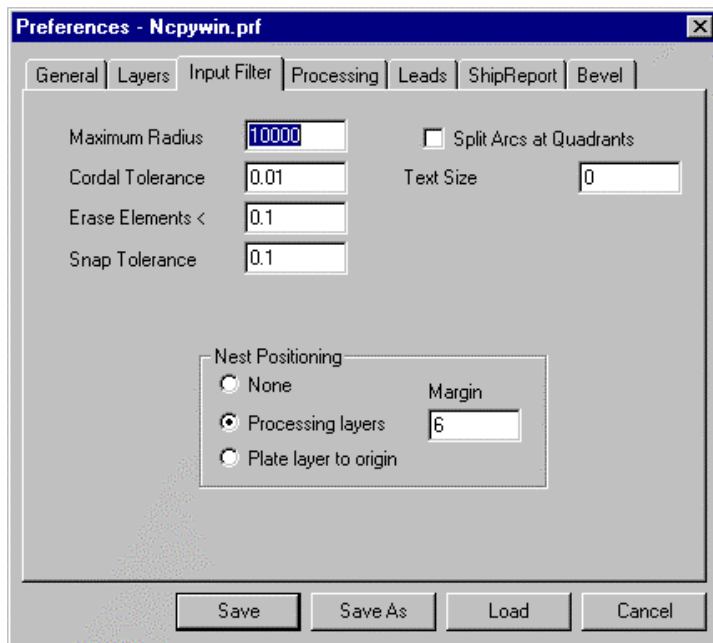 Preferences - Ncpywin.prf
General Layers Input Filter Processing Leads ShipReport Bevel
Maximum Radius 10000 Split Arcs at Quadrants
Cordal Tolerance 0.01 Text Size 0
Erase Elements < 0.1
Snap Tolerance 0.1
Nest Positioning
None Margin
Processing layers 6
Plate layer to origin
Save Save As Load Cancel